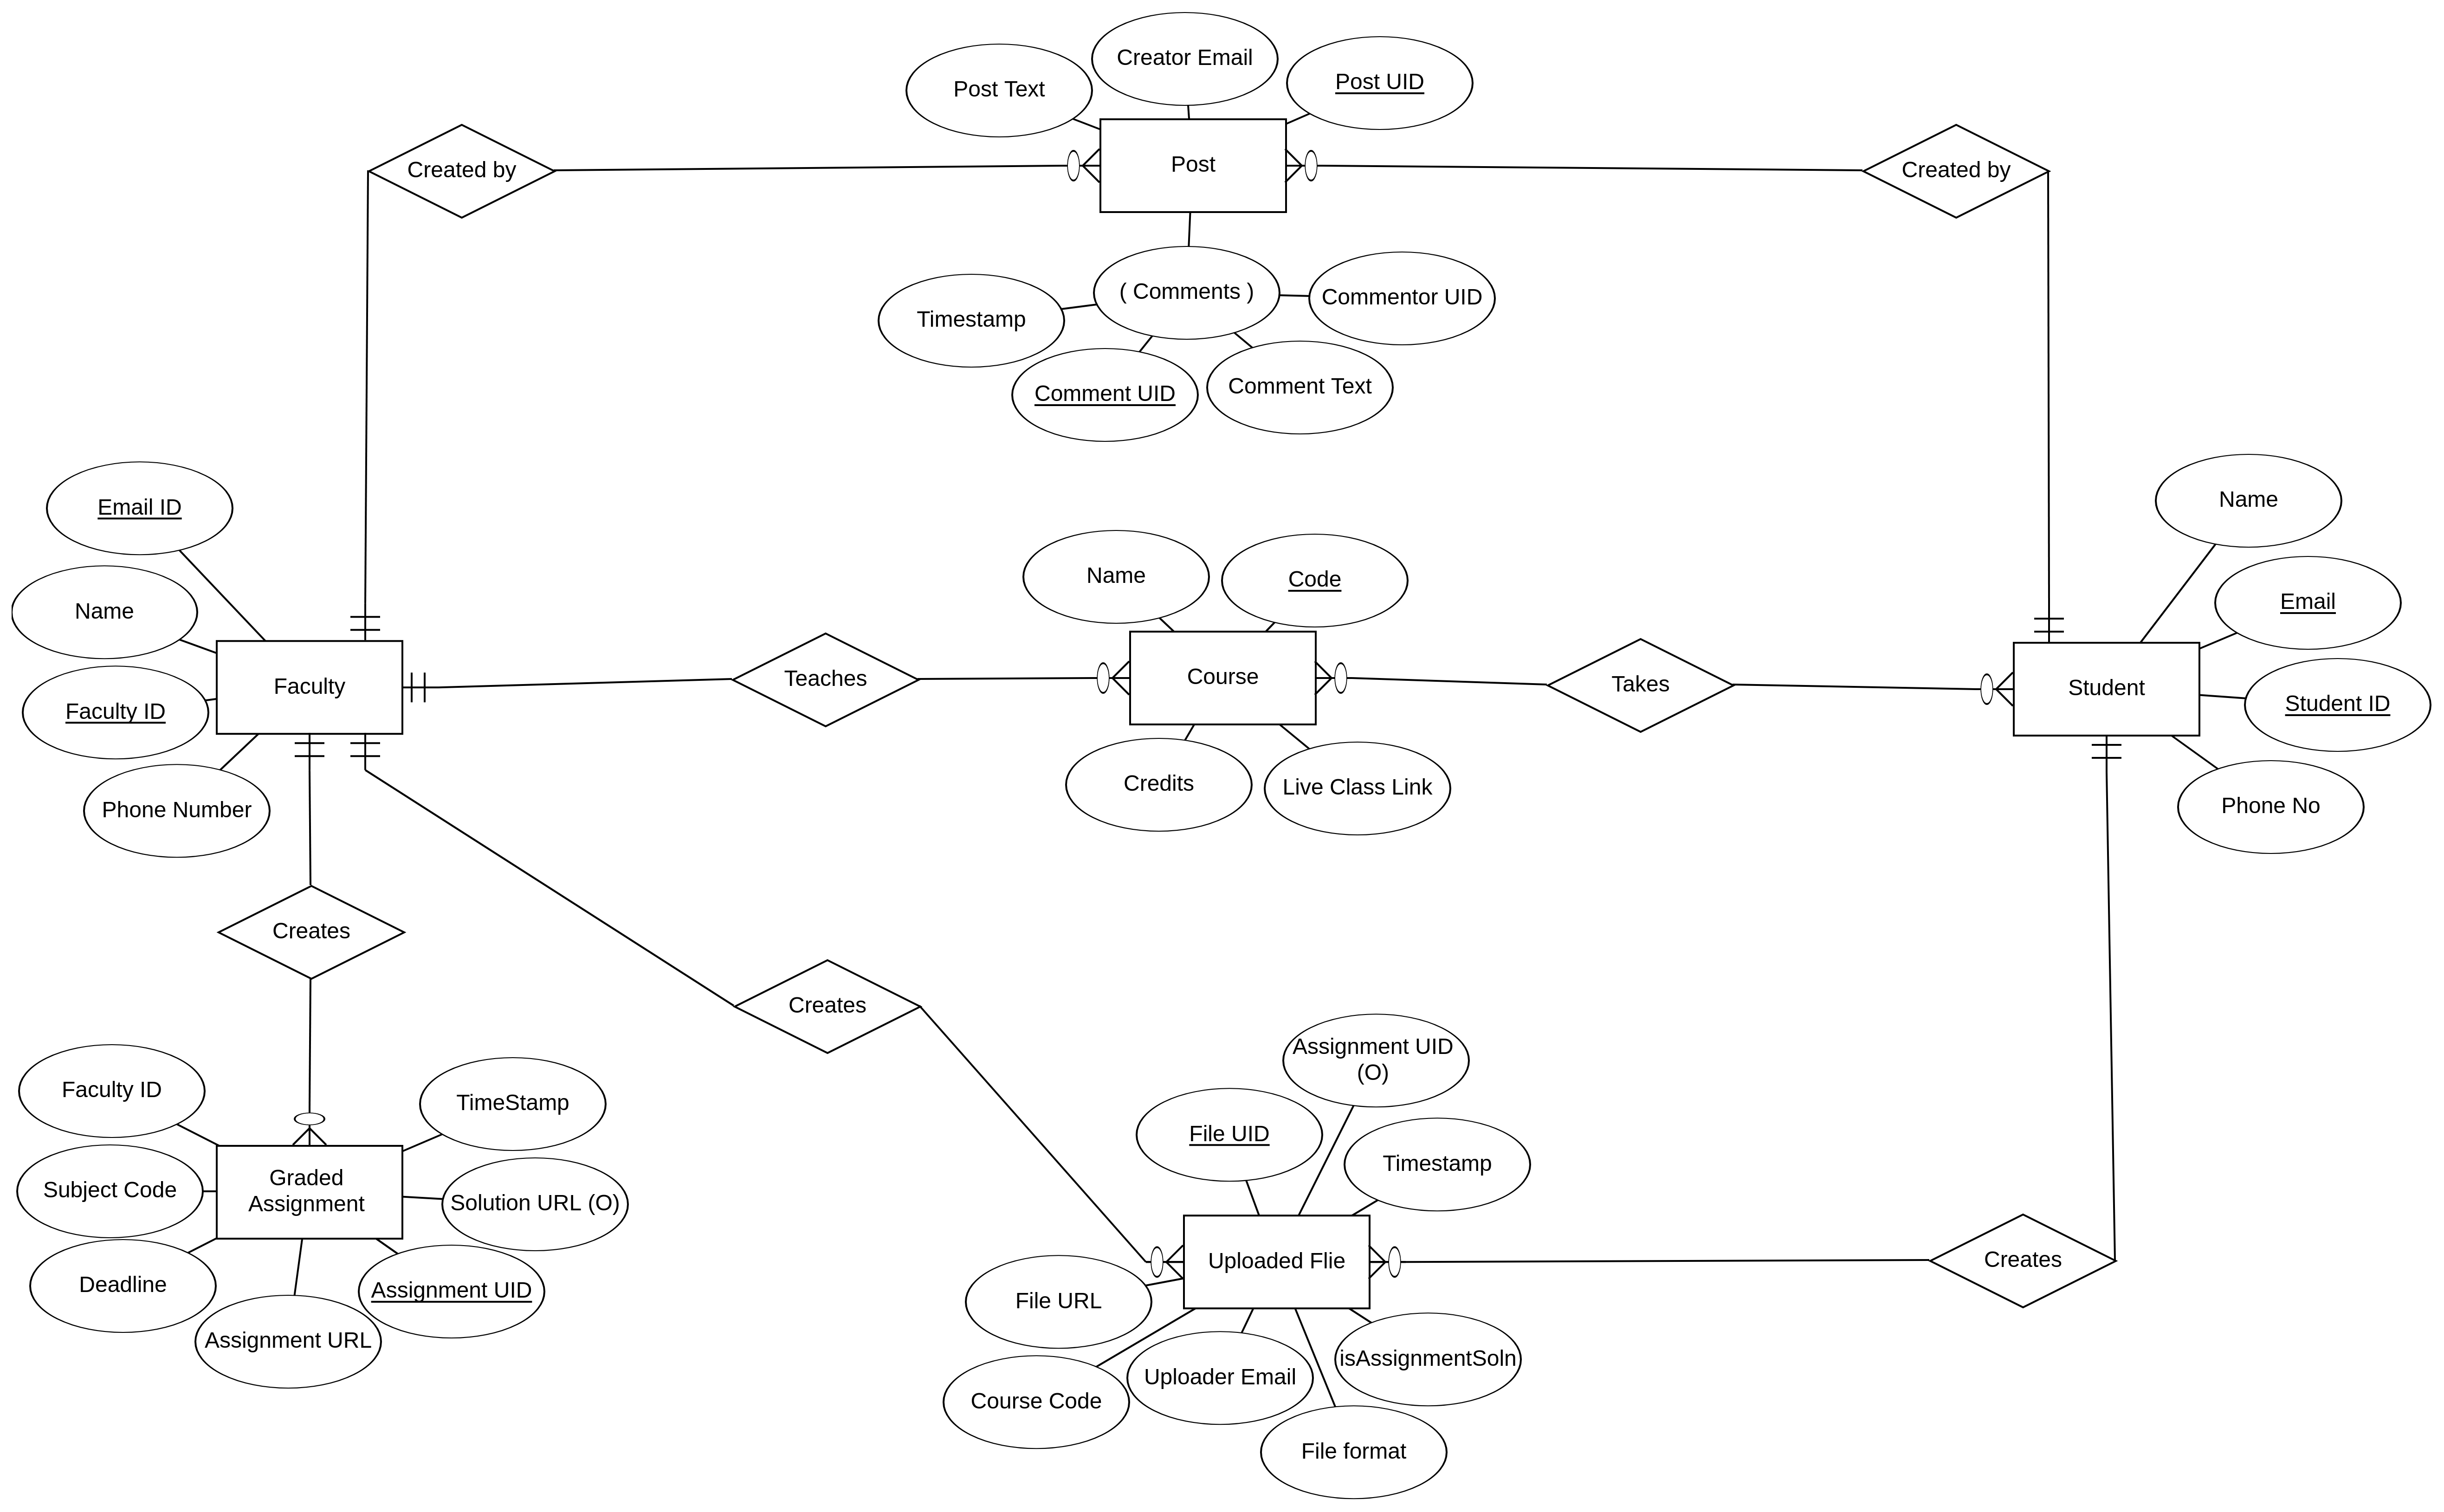 Creator Email
Post Text
Post UID
Created by
Post
Created by
( Comments )
Commentor UID
Timestamp
Comment UID
Comment Text
Email ID
Name
Faculty ID
Phone Number
Faculty
Teaches
Name
Code
Course
Credits
Live Class Link
Takes
Student
Name
Email
Student ID
Phone No
Creates
Creates
Faculty ID
Subject Code
Deadline
Graded
Assignment
TimeStamp
Solution URL (O)
Assignment UID
Assignment URL
Assignment UID
(O)
File UID
Timestamp
Uploaded Flie
Creates
File URL
Course Code
Uploader Email
isAssignmentSoln
File format